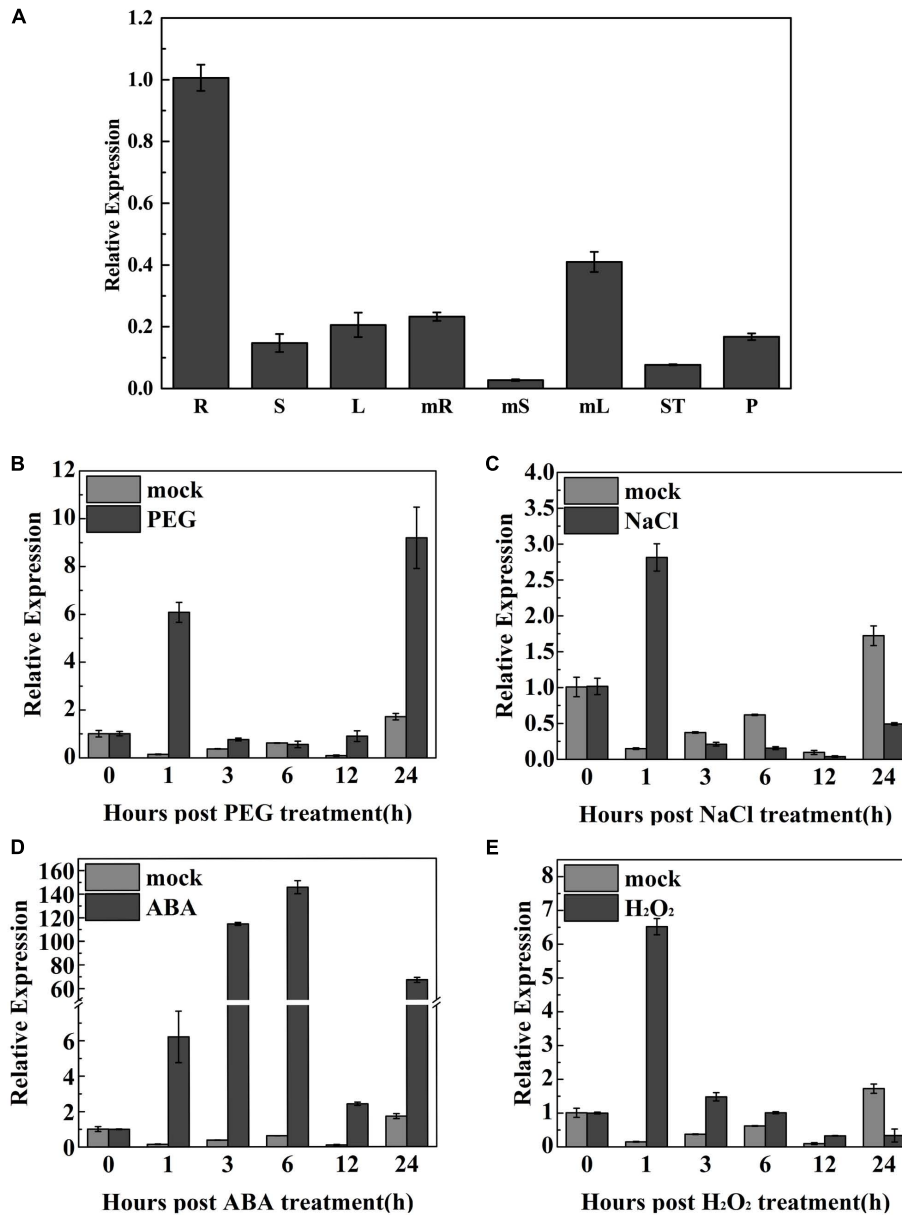 A
Relative Expression
1.2
1.0
0.8
0.6
0.4
0.2
0.0
R S L mR mS mL ST P
B
Relative Expression
12
10
8
6
4
2
0
mock
PEG
0 1 3 6 12 24
Hours post PEG treatment(h)
C
Relative Expression
4.0
3.5
3.0
2.5
2.0
1.5
1.0
0.5
0.0
mock
NaCl
0 1 3 6 12 24
Hours post NaCl treatment(h)
D
Relative Expression
160
140
120
100
80
60
6
4
2
0
mock
ABA
0 1 3 6 12 24
Hours post ABA treatment(h)
E
Relative Expression
8
7
6
5
4
3
2
1
0
mock
H₂O₂
0 1 3 6 12 24
Hours post H₂O₂ treatment(h)